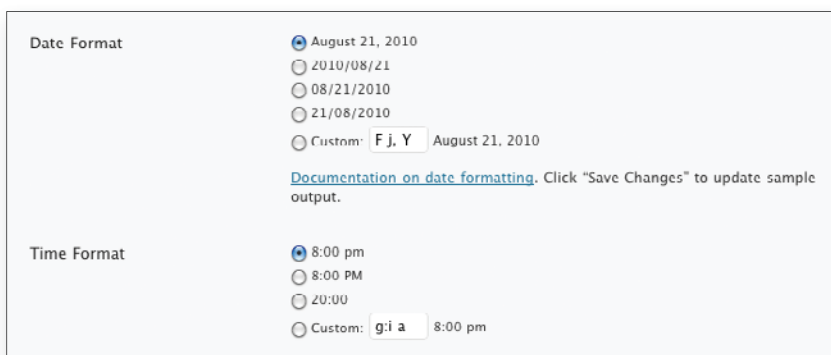 Date Format
August 21, 2010
2010/08/21
08/21/2010
21/08/2010
Custom: F j, Y August 21, 2010
Documentation on date formatting. Click “Save Changes” to update sample
output.
Time Format
8:00 pm
8:00 PM
20:00
Custom: g:i a 8:00 pm